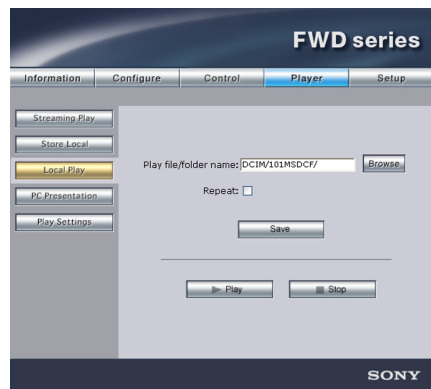 FWD series
Information Configure Control Player Setup
Streaming Play
Store Local
Local Play
PC Presentation
Play Settings
Play file/folder name: DCIM/101MSDCF/ Browse
Repeat:
Save
Play Stop
SONY